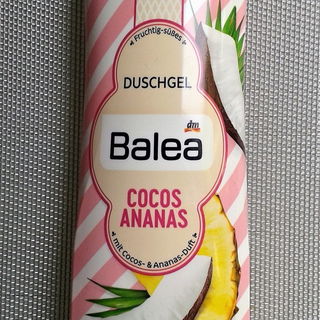 Fruchtig-süßes
DUSCHGEL
dm
Balea
COCOS
ANANAS
mit Cocos- & Ananas-Duft